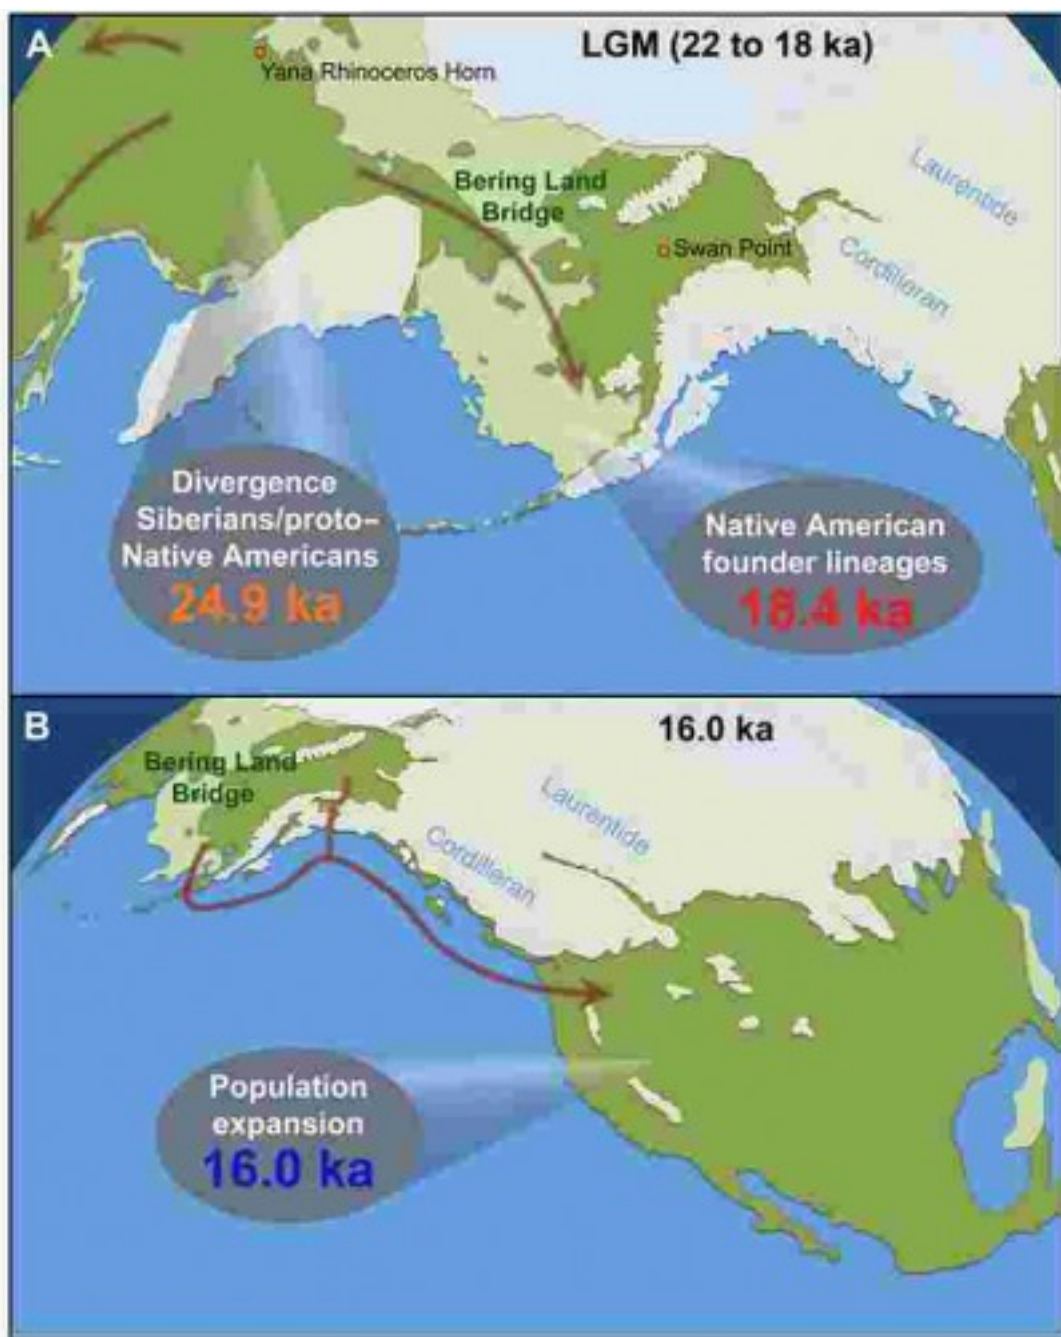 A
LGM (22 to 18 ka)
Yana Rhinoceros Horn
Laurentide
Bering Land
Bridge
Swan Point
Cordilleran
Divergence
Siberians/proto–
Native Americans
24.9 ka
Native American
founder lineages
18.4 ka
B
16.0 ka
Bering Land
Bridge
Laurentide
Cordilleran
Population
expansion
16.0 ka